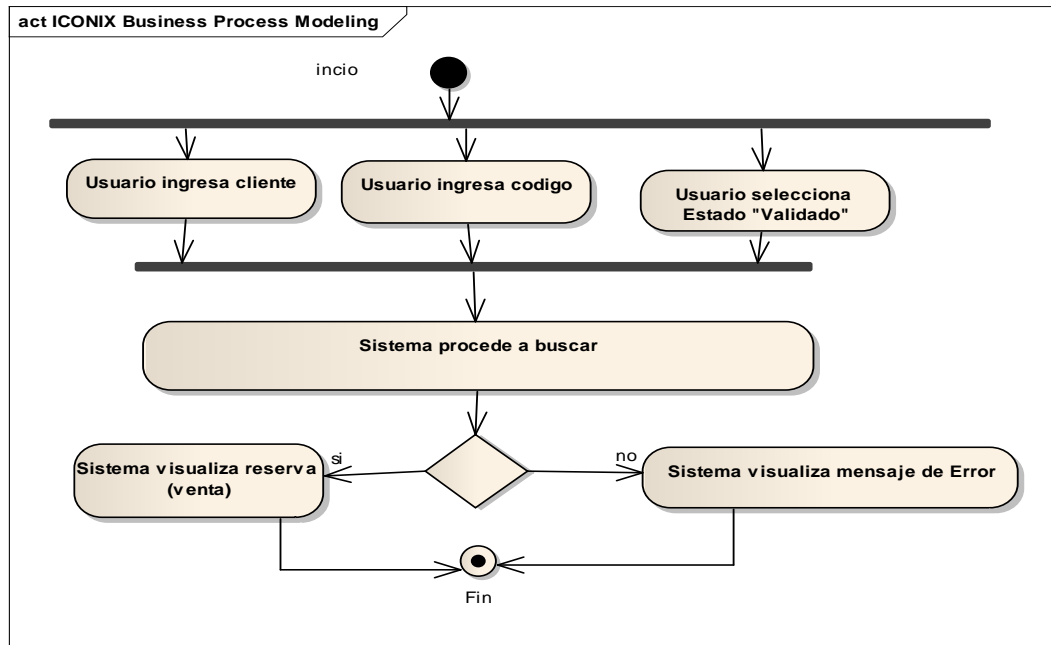 act ICONIX Business Process Modeling
incio
Usuario ingresa cliente
Usuario ingresa codigo
Usuario selecciona
Estado "Validado"
Sistema procede a buscar
si
no
Sistema visualiza reserva
(venta)
Sistema visualiza mensaje de Error
Fin